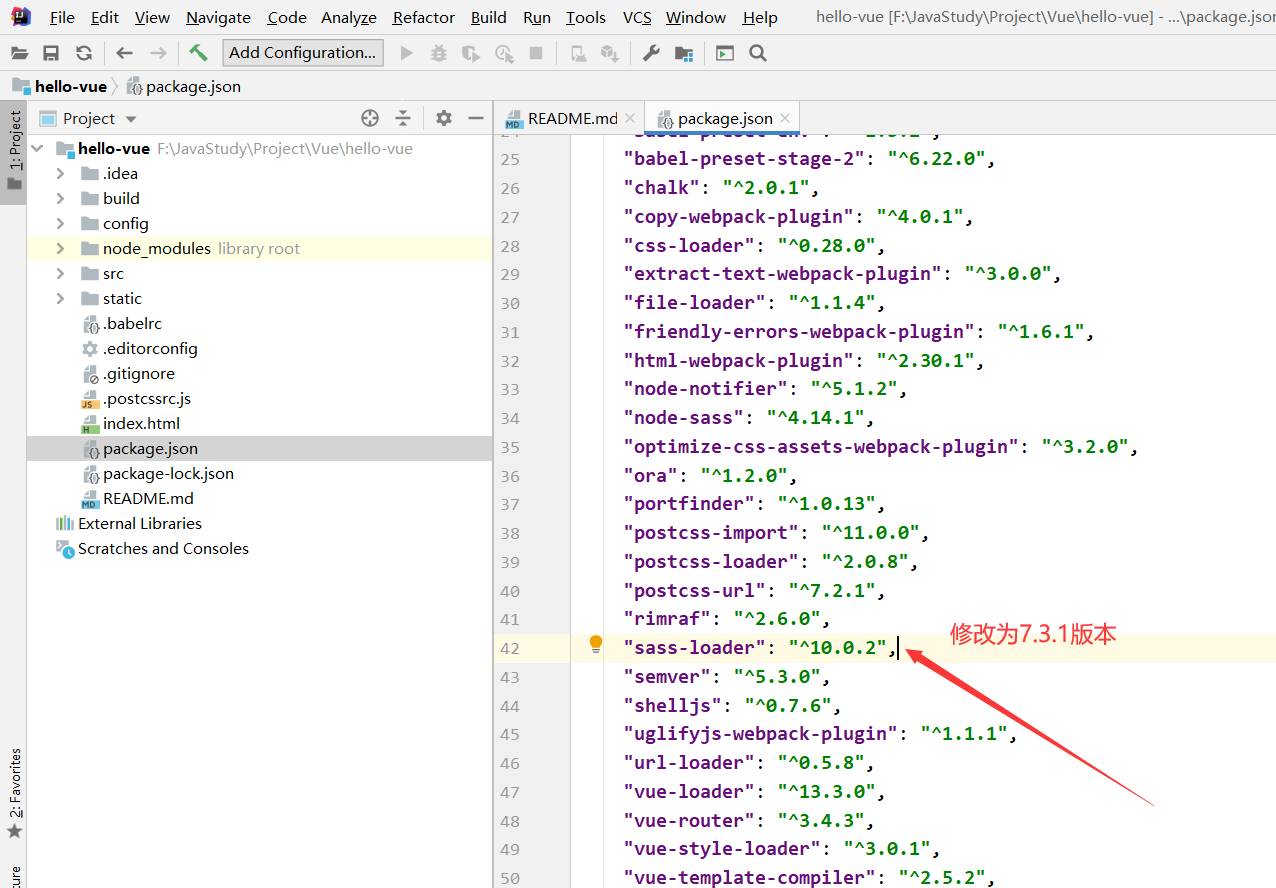 File Edit View Navigate Code Analyze Refactor Build Run Tools VCS Window Help hello-vue [F:\JavaStudy\Project\Vue\hello-vue] - ...\package.json
Add Configuration...
hello-vue package.json
1: Project
Project
hello-vue F:\JavaStudy\Project\Vue\hello-vue
.idea
build
config
node_modules library root
src
static
.babelrc
.editorconfig
.gitignore
.postcssrc.js
index.html
package.json
package-lock.json
README.md
External Libraries
Scratches and Consoles
2: Favorites
README.md package.json
25 "babel-preset-stage-2": "^6.22.0",
26 "chalk": "^2.0.1",
27 "copy-webpack-plugin": "^4.0.1",
28 "css-loader": "^0.28.0",
29 "extract-text-webpack-plugin": "^3.0.0",
30 "file-loader": "^1.1.4",
31 "friendly-errors-webpack-plugin": "^1.6.1",
32 "html-webpack-plugin": "^2.30.1",
33 "node-notifier": "^5.1.2",
34 "node-sass": "^4.14.1",
35 "optimize-css-assets-webpack-plugin": "^3.2.0",
36 "ora": "^1.2.0",
37 "portfinder": "^1.0.13",
38 "postcss-import": "^11.0.0",
39 "postcss-loader": "^2.0.8",
40 "postcss-url": "^7.2.1",
41 "rimraf": "^2.6.0",
42 "sass-loader": "^10.0.2", 修改为7.3.1版本
43 "semver": "^5.3.0",
44 "shelljs": "^0.7.6",
45 "uglifyjs-webpack-plugin": "^1.1.1",
46 "url-loader": "^0.5.8",
47 "vue-loader": "^13.3.0",
48 "vue-router": "^3.4.3",
49 "vue-style-loader": "^3.0.1",
50 "vue-template-compiler": "^2.5.2",